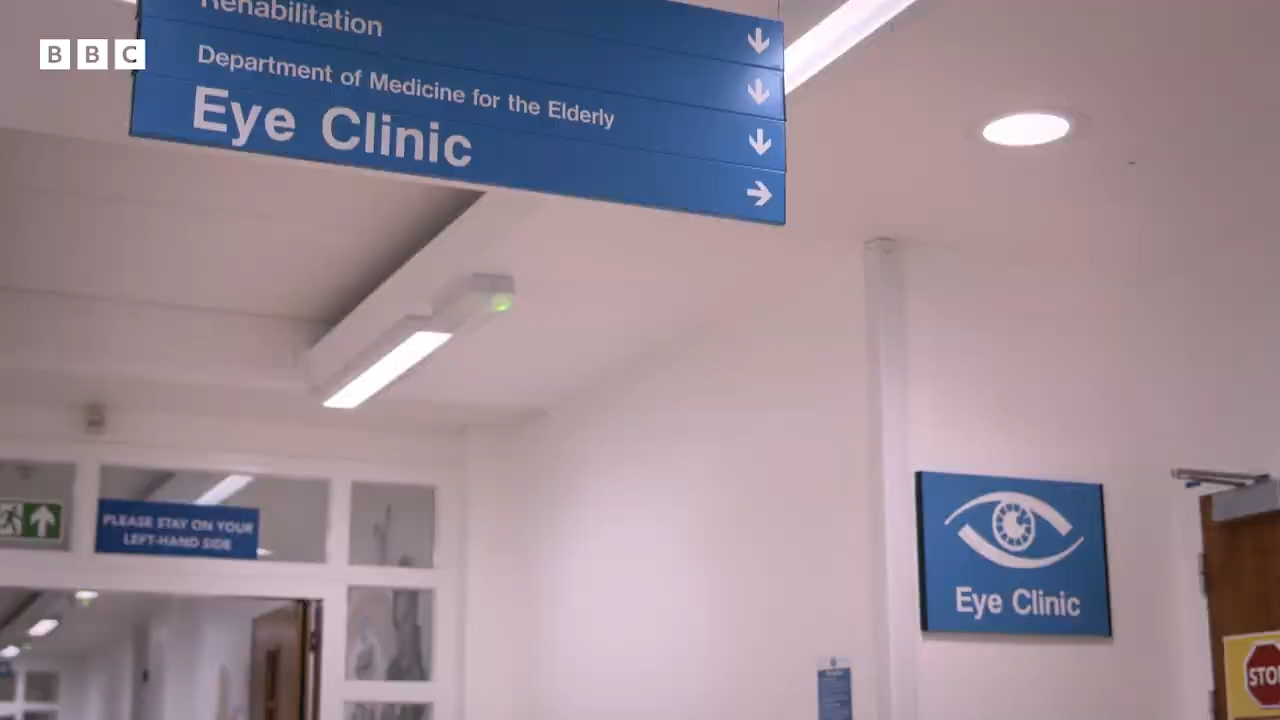 BBC
Rehabilitation
Department of Medicine for the Elderly
Eye Clinic
PLEASE STAY ON YOUR
LEFT-HAND SIDE
Eye Clinic